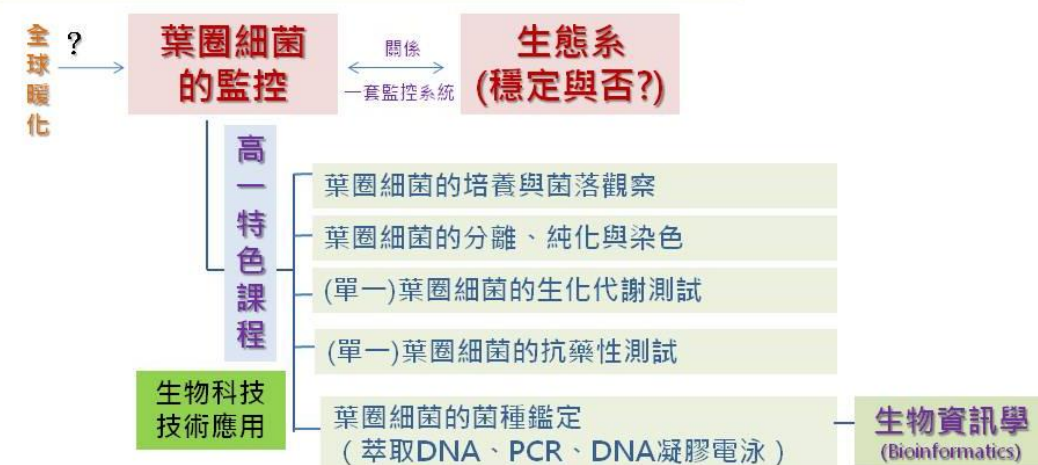 全球暖化
?
葉圈細菌
的監控
關係
一套監控系統
生態系
(穩定與否?)
高一特色課程
葉圈細菌的培養與菌落觀察
葉圈細菌的分離、純化與染色
(單一)葉圈細菌的生化代謝測試
(單一)葉圈細菌的抗藥性測試
生物科技
技術應用
葉圈細菌的菌種鑑定
(萃取DNA、PCR、DNA凝膠電泳)
生物資訊學
(Bioinformatics)